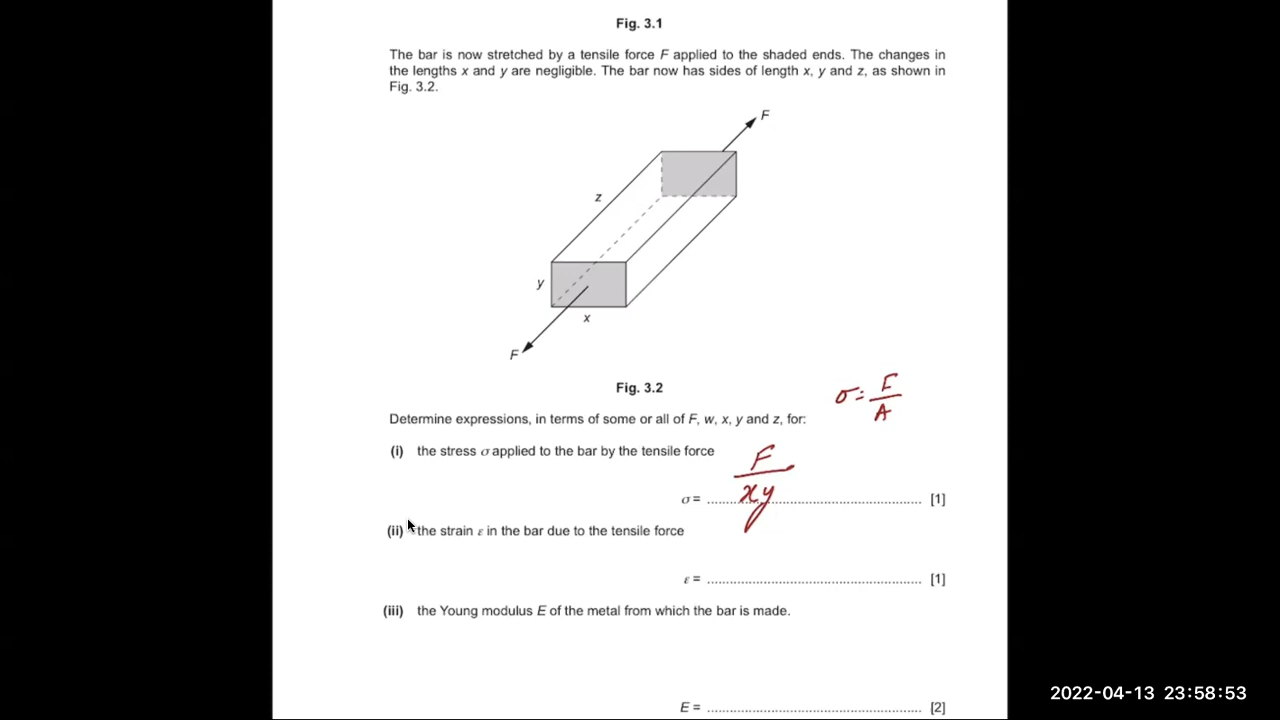 Fig. 3.1
The bar is now stretched by a tensile force F applied to the shaded ends. The changes in
the lengths x and y are negligible. The bar now has sides of length x, y and z, as shown in
Fig. 3.2.
F
z
y
x
F
Fig. 3.2
σ = F/A
Determine expressions, in terms of some or all of F, w, x, y and z, for:
(i) the stress σ applied to the bar by the tensile force
F
σ = xy ........................................................ [1]
(ii) the strain ε in the bar due to the tensile force
ε = ........................................................ [1]
(iii) the Young modulus E of the metal from which the bar is made.
E = ........................................................ [2]
2022-04-13 23:58:53